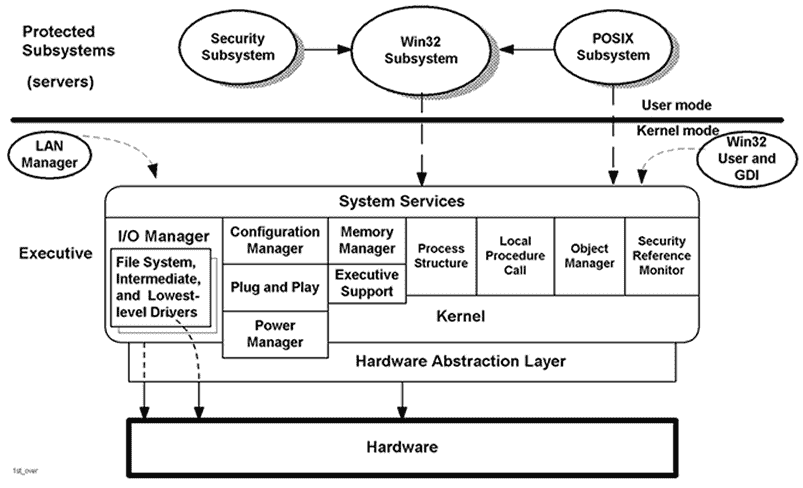 Protected
Subsystems
(servers)
Security
Subsystem
Win32
Subsystem
POSIX
Subsystem
User mode
Kernel mode
LAN
Manager
Win32
User and
GDI
System Services
Executive
I/O Manager
File System,
Intermediate,
and Lowest-
level Drivers
Configuration
Manager
Plug and Play
Power
Manager
Memory
Manager
Executive
Support
Process
Structure
Local
Procedure
Call
Object
Manager
Security
Reference
Monitor
Kernel
Hardware Abstraction Layer
Hardware
1st_over